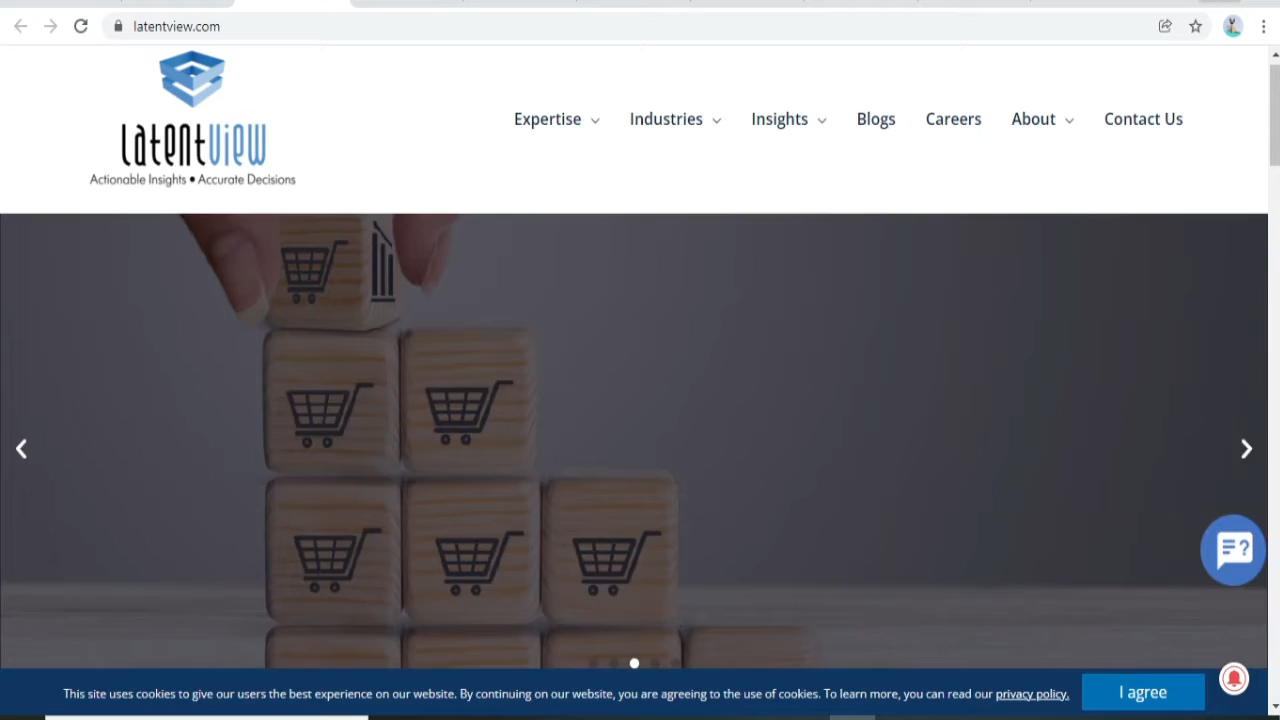 latentview.com
latentview
Actionable Insights • Accurate Decisions
Expertise Industries Insights Blogs Careers About Contact Us
?
This site uses cookies to give our users the best experience on our website. By continuing on our website, you are agreeing to the use of cookies. To learn more, you can read our privacy policy.
I agree